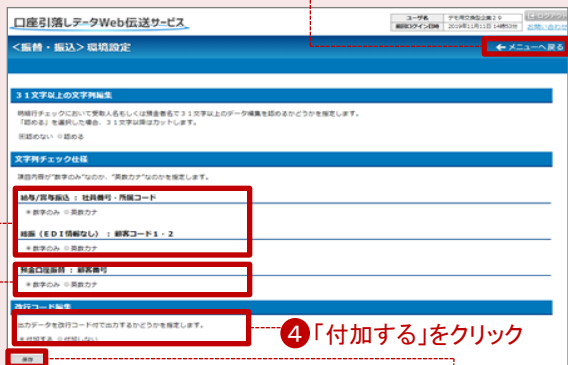 口座引落しデータWeb伝送サービス
ユーザ名 デモ用交換型企業29
前回ログイン日時 2019年11月11日 14時52分
ログアウト
お問い合わせ
＜振替・振込＞環境設定
←メニューへ戻る
31文字以上の文字列編集
明細行チェックにおいて受取人名もしくは預金者名で31文字以上のデータ編集を認めるかどうかを指定します。
「認める」を選択した場合、31文字以降はカットします。
認めない 認める
文字列チェック仕様
項目内容が"数字のみ"なのか、"英数カナ"なのかを指定します。
給与/賞与振込 : 社員番号・所属コード
数字のみ 英数カナ
総振（EDI情報なし） : 顧客コード1・2
数字のみ 英数カナ
預金口座振替 : 顧客番号
数字のみ 英数カナ
改行コード編集
出力データを改行コード付で出力するかどうかを指定します。
付加する 付加しない
4 「付加する」をクリック
保存